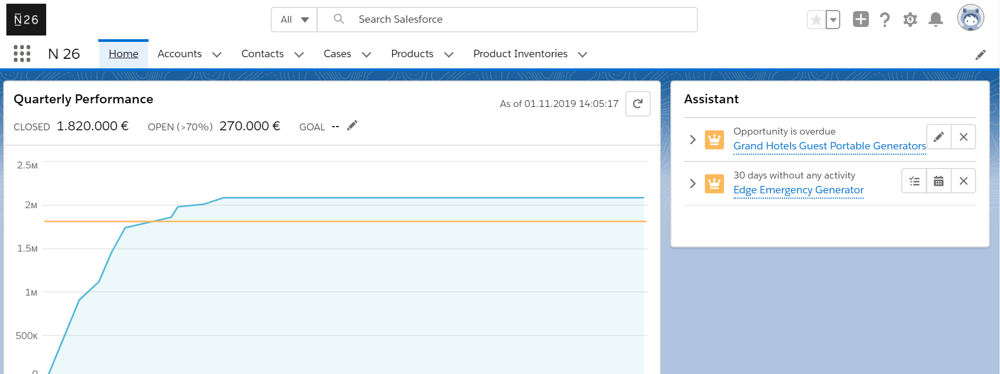 N26
All
Search Salesforce
N 26
Home
Accounts
Contacts
Cases
Products
Product Inventories
Quarterly Performance
As of 01.11.2019 14:05:17
CLOSED 1.820.000 € OPEN (>70%) 270.000 € GOAL --
2.5M
2M
1.5M
1M
500K
0
Assistant
Opportunity is overdue
Grand Hotels Guest Portable Generators
30 days without any activity
Edge Emergency Generator